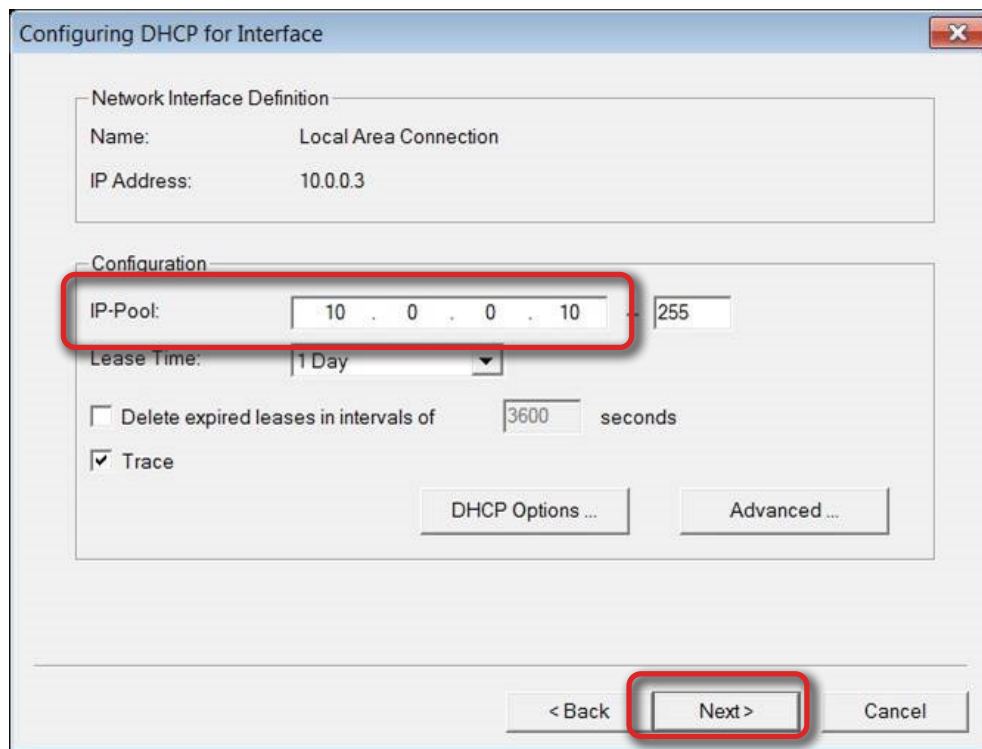 Configuring DHCP for Interface
Network Interface Definition
Name: Local Area Connection
IP Address: 10.0.0.3
Configuration
IP-Pool: 10 . 0 . 0 . 10 - 255
Lease Time: 1 Day
Delete expired leases in intervals of 3600 seconds
Trace
DHCP Options ... Advanced ...
< Back Next > Cancel